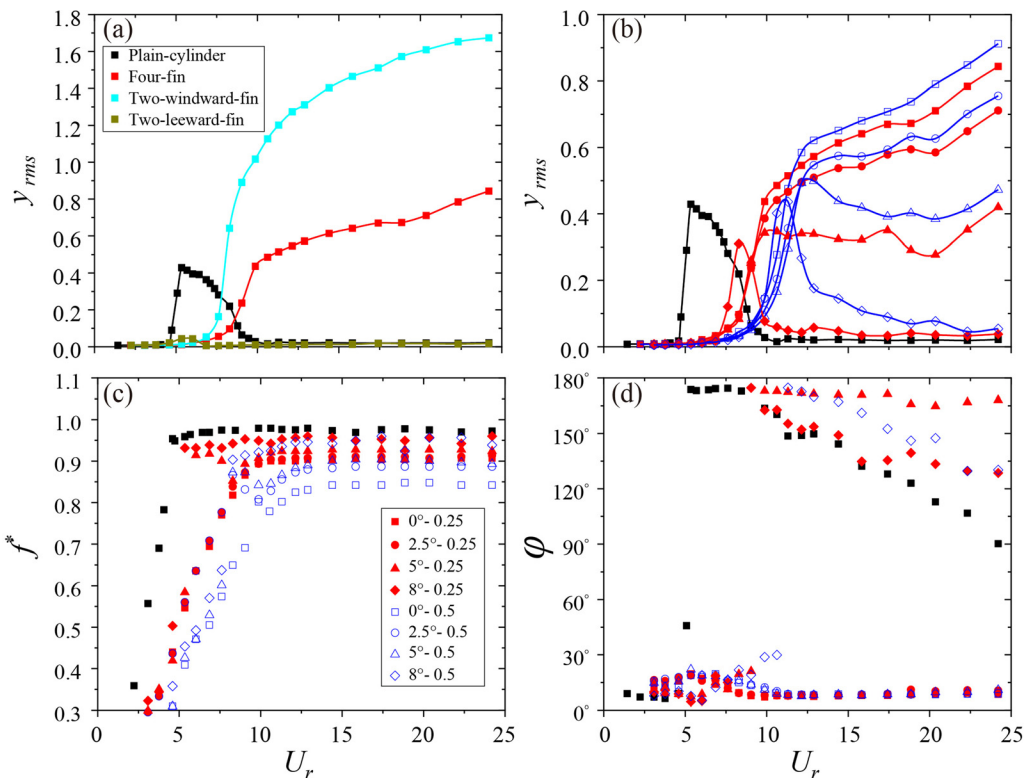 (a)
1.8
1.6
1.4
1.2
1.0
0.8
0.6
0.4
0.2
0.0
y rms
Plain-cylinder
Four-fin
Two-windward-fin
Two-leeward-fin
(b)
1.0
0.8
0.6
0.4
0.2
0.0
y rms
(c)
1.1
1.0
0.9
0.8
0.7
0.6
0.5
0.4
0.3
f*
0°- 0.25
2.5°- 0.25
5°- 0.25
8°- 0.25
0°- 0.5
2.5°- 0.5
5°- 0.5
8°- 0.5
0 5 10 15 20 25
Ur
(d)
180°
150°
120°
90°
60°
30°
0°
φ
0 5 10 15 20 25
Ur